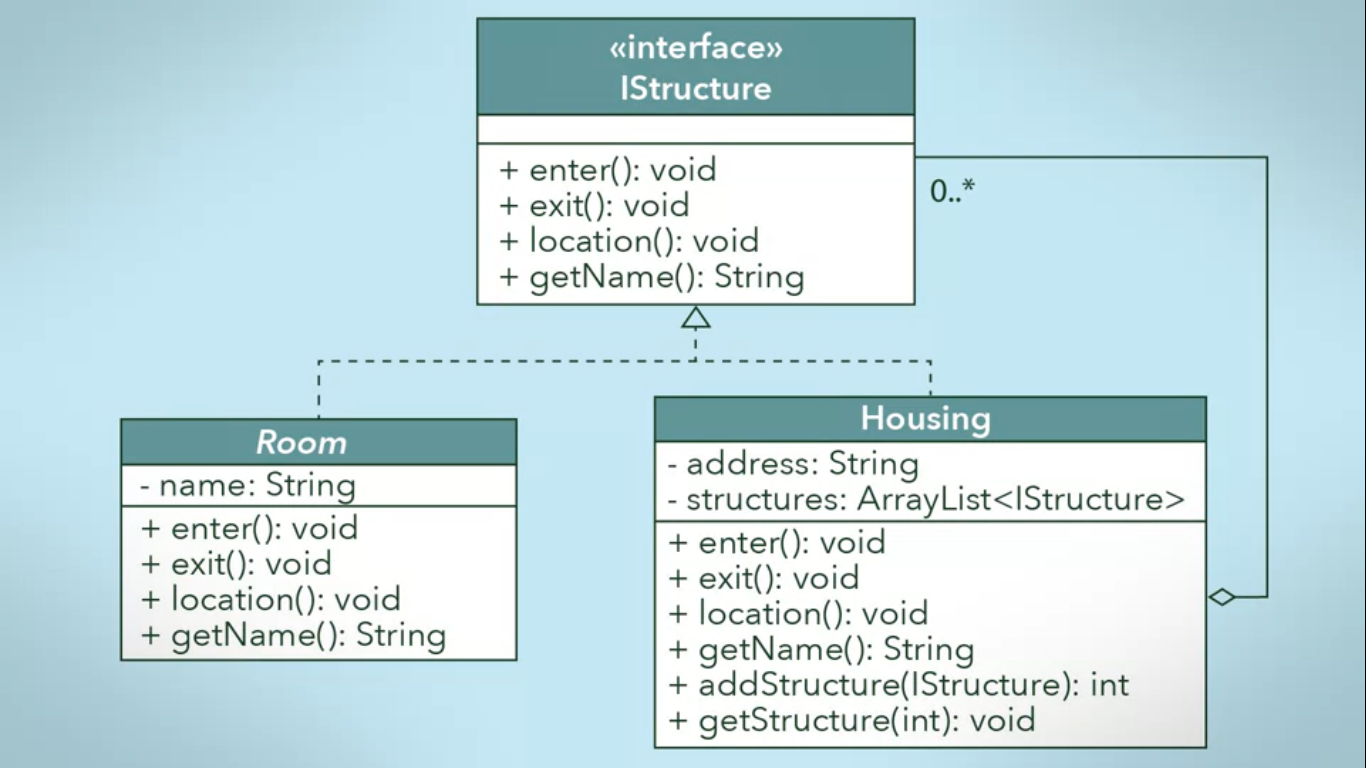 «interface»
IStructure
+ enter(): void
+ exit(): void
+ location(): void
+ getName(): String
0..*
Room
- name: String
+ enter(): void
+ exit(): void
+ location(): void
+ getName(): String
Housing
- address: String
- structures: ArrayList<IStructure>
+ enter(): void
+ exit(): void
+ location(): void
+ getName(): String
+ addStructure(IStructure): int
+ getStructure(int): void